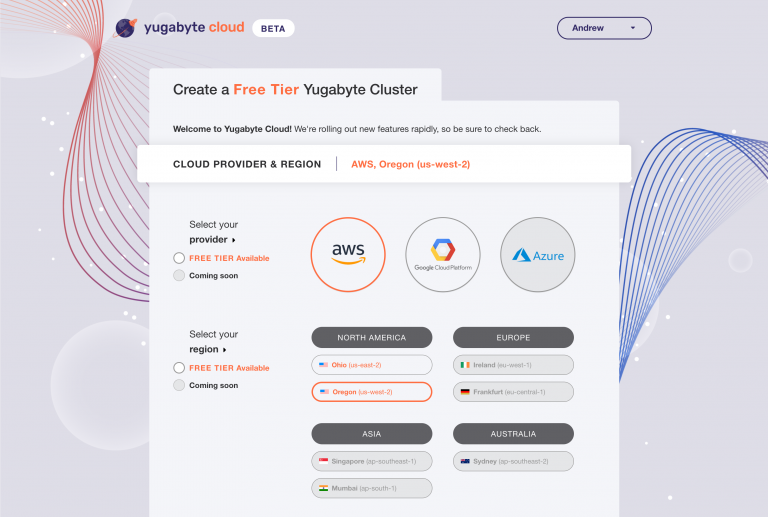 yugabyte cloud BETA
Andrew
Create a Free Tier Yugabyte Cluster
Welcome to Yugabyte Cloud! We're rolling out new features rapidly, so be sure to check back.
CLOUD PROVIDER & REGION AWS, Oregon (us-west-2)
Select your
provider
FREE TIER Available
Coming soon
aws
Google Cloud Platform
Azure
Select your
region
FREE TIER Available
Coming soon
NORTH AMERICA
Ohio (us-east-2)
Oregon (us-west-2)
EUROPE
Ireland (eu-west-1)
Frankfurt (eu-central-1)
ASIA
Singapore (ap-southeast-1)
Mumbai (ap-south-1)
AUSTRALIA
Sydney (ap-southeast-2)